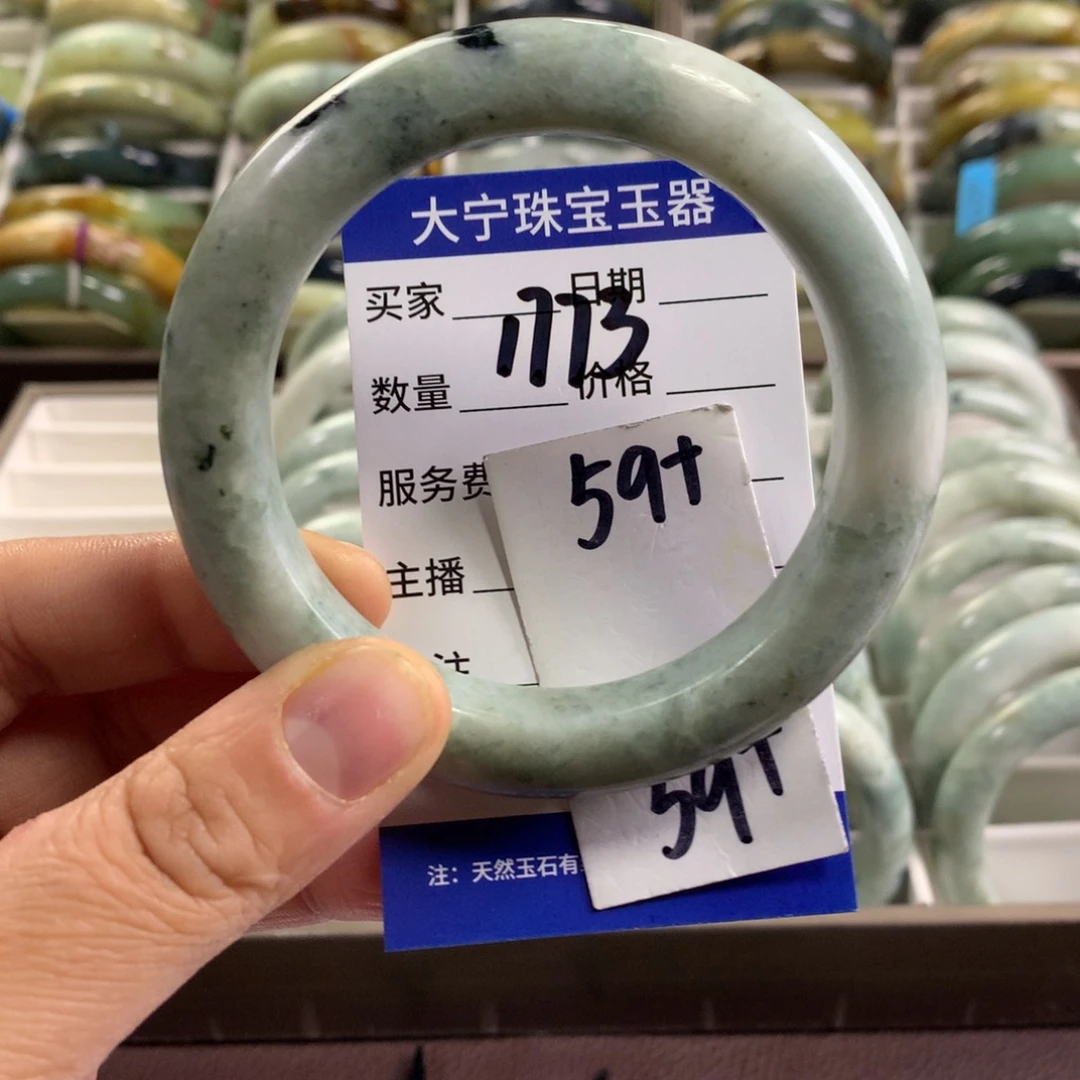 大宁珠宝玉器
买家 日期
1773
数量 价格
服务费
59+
主播
注
59+
注：天然玉石有